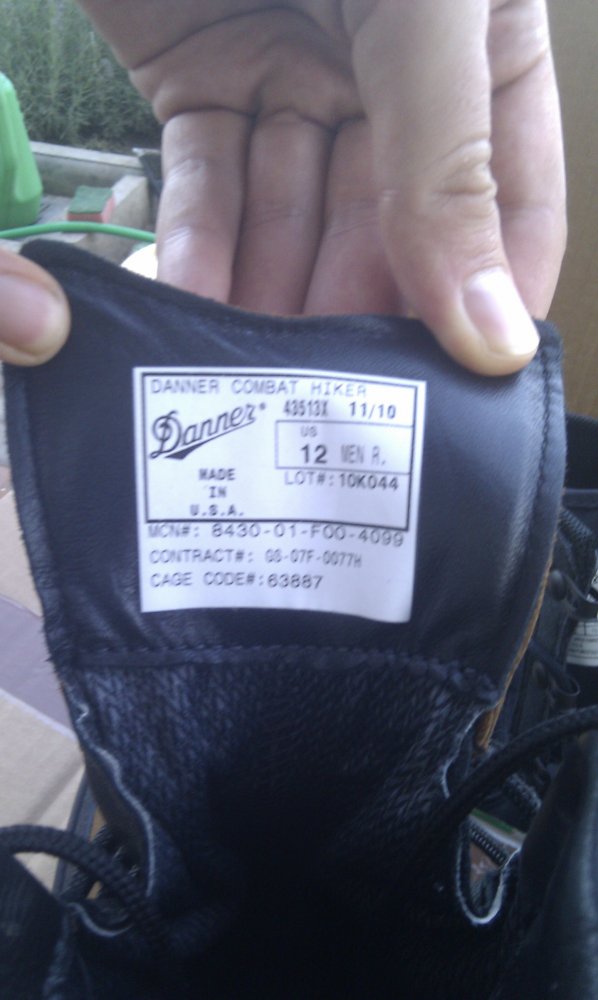 DANNER COMBAT HIKER
Danner® 43513X 11/10
US
12 MEN R.
MADE
IN
U.S.A.
LOT#: 10K044
MCN#: 8430-01-F00-4099
CONTRACT#: GS-07F-0077H
CAGE CODE#: 63887